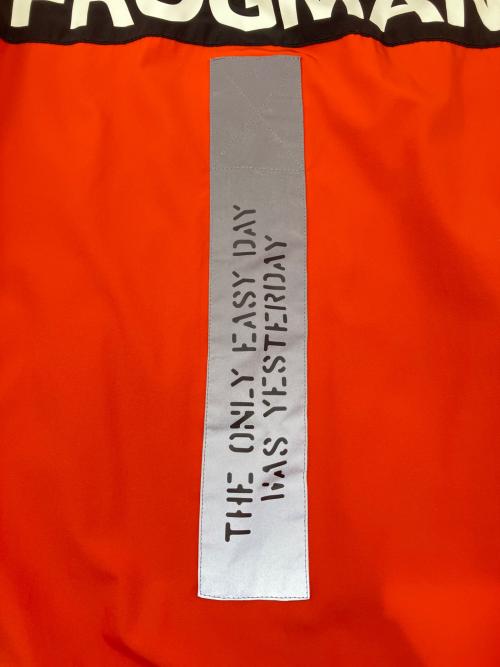 FROGMAN
THE ONLY EASY DAY
WAS YESTERDAY